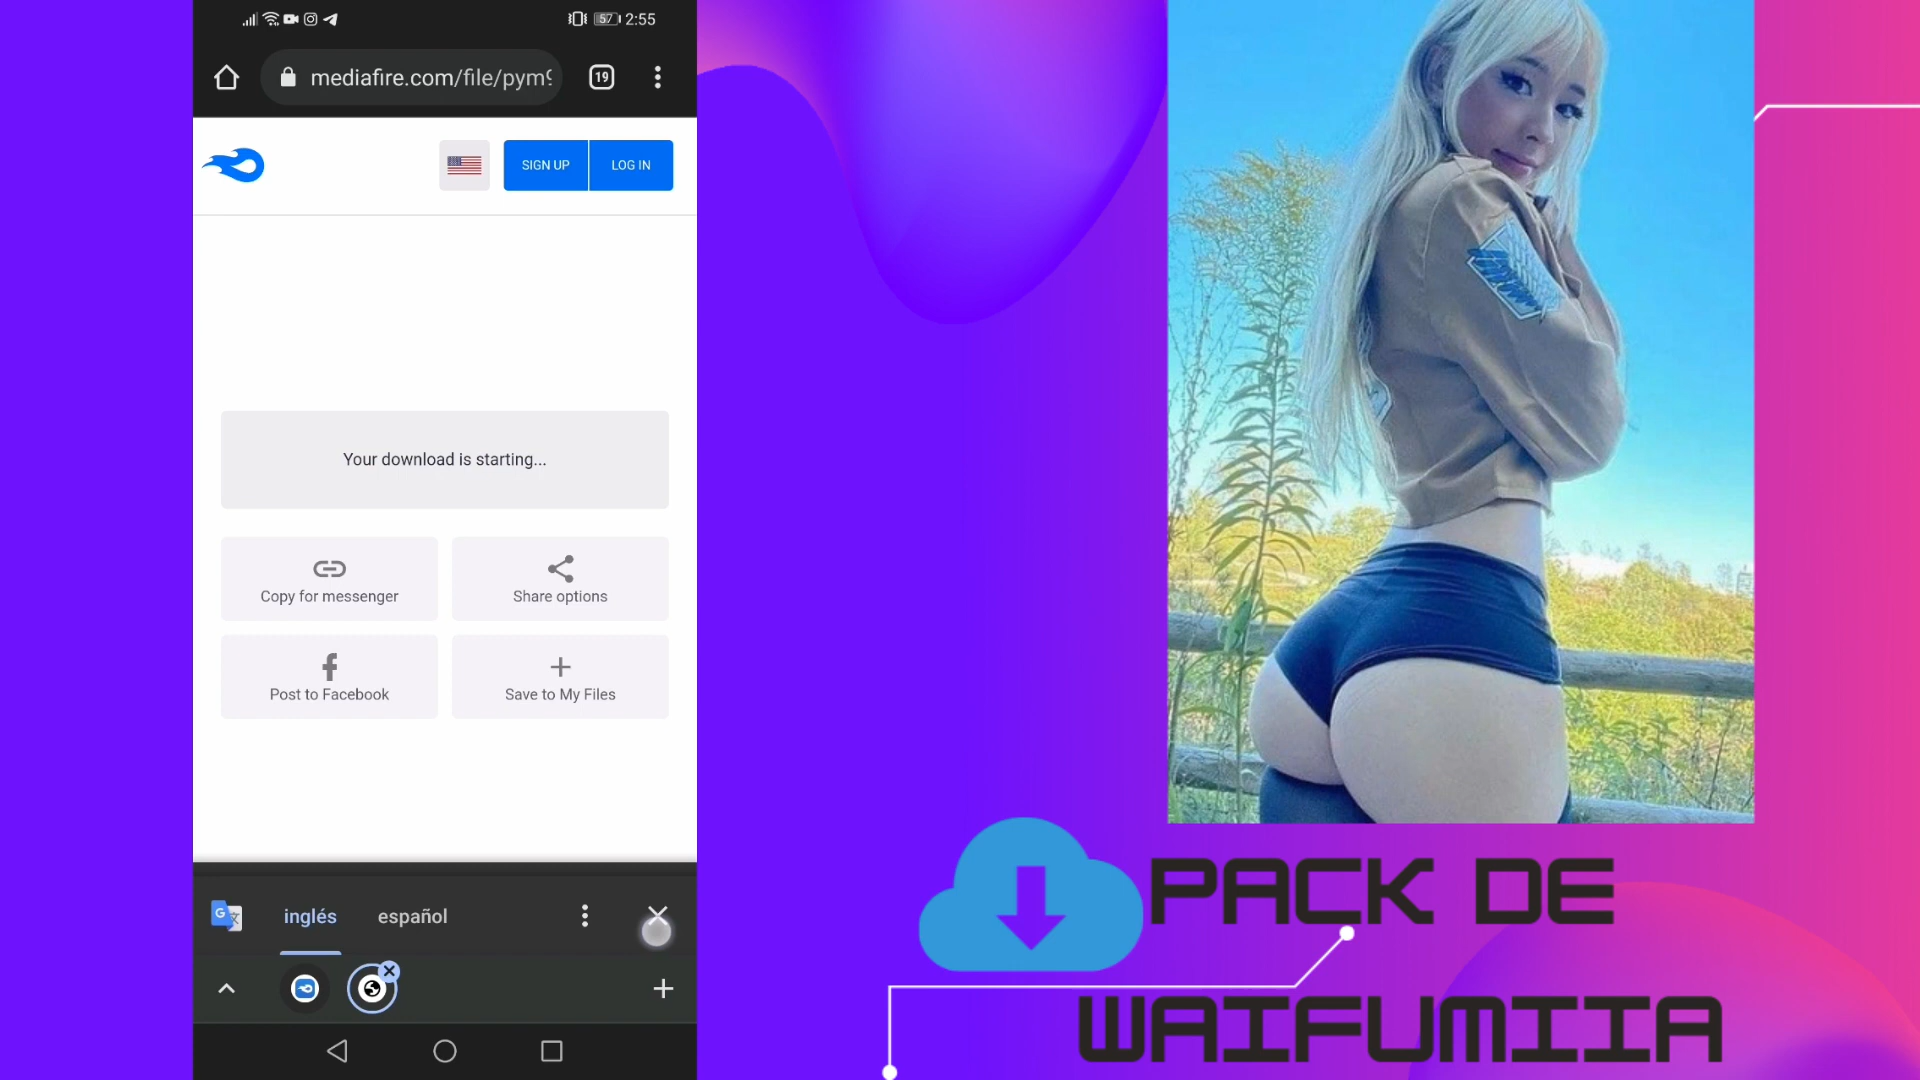 57 2:55
mediafire.com/file/pym
19
SIGN UP
LOG IN
Your download is starting...
Copy for messenger
Share options
Post to Facebook
Save to My Files
inglés
español
PACK DE
WAIFUMIIA